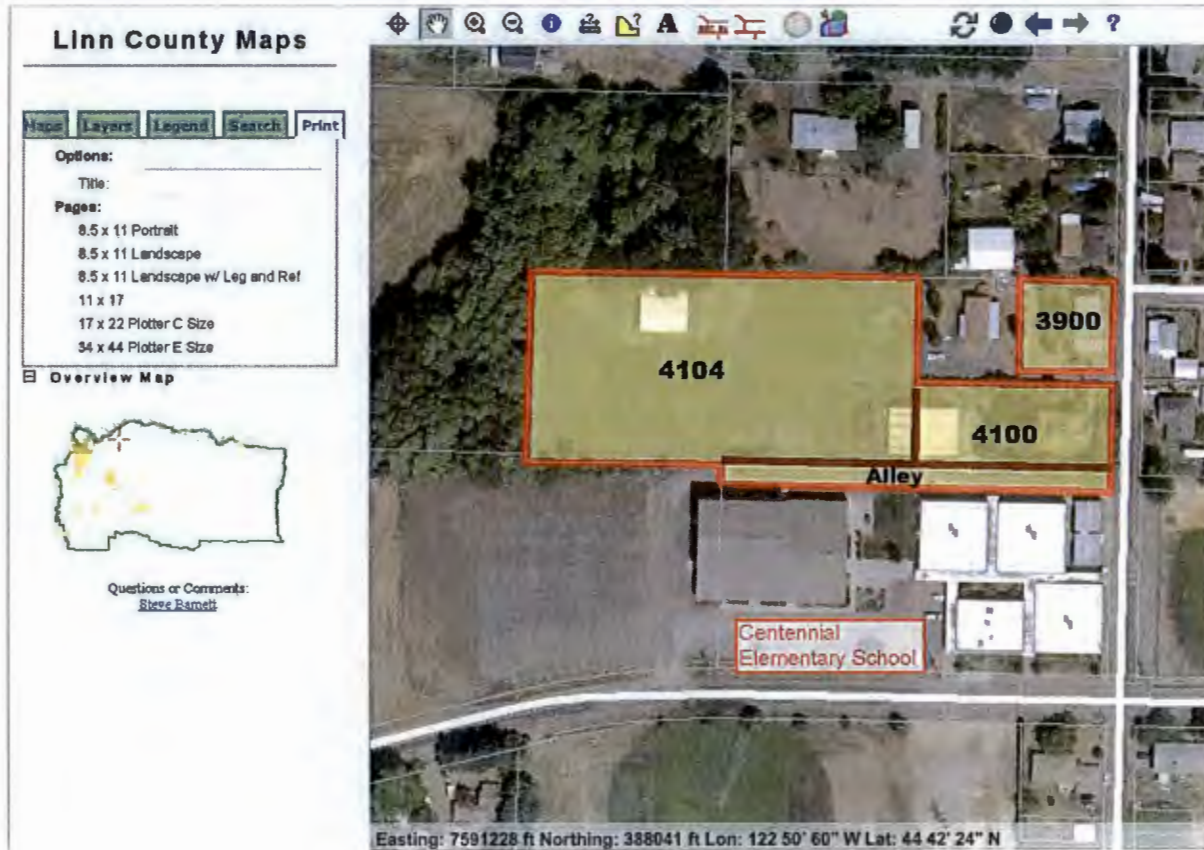 Linn County Maps
Maps Layers Legend Search Print
Options:
Title:
Pages:
8.5 x 11 Portrait
8.5 x 11 Landscape
8.5 x 11 Landscape w/ Leg and Ref
11 x 17
17 x 22 Plotter C Size
34 x 44 Plotter E Size
Overview Map
Questions or Comments:
Steve Barnett
A
?
4104
3900
4100
Alley
Centennial
Elementary School
Easting: 7591228 ft Northing: 388041 ft Lon: 122 50' 60" W Lat: 44 42' 24" N